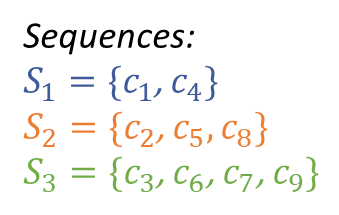 Sequences:
S₁ = {c₁, c₄}
S₂ = {c₂, c₅, c₈}
S₃ = {c₃, c₆, c₇, c₉}